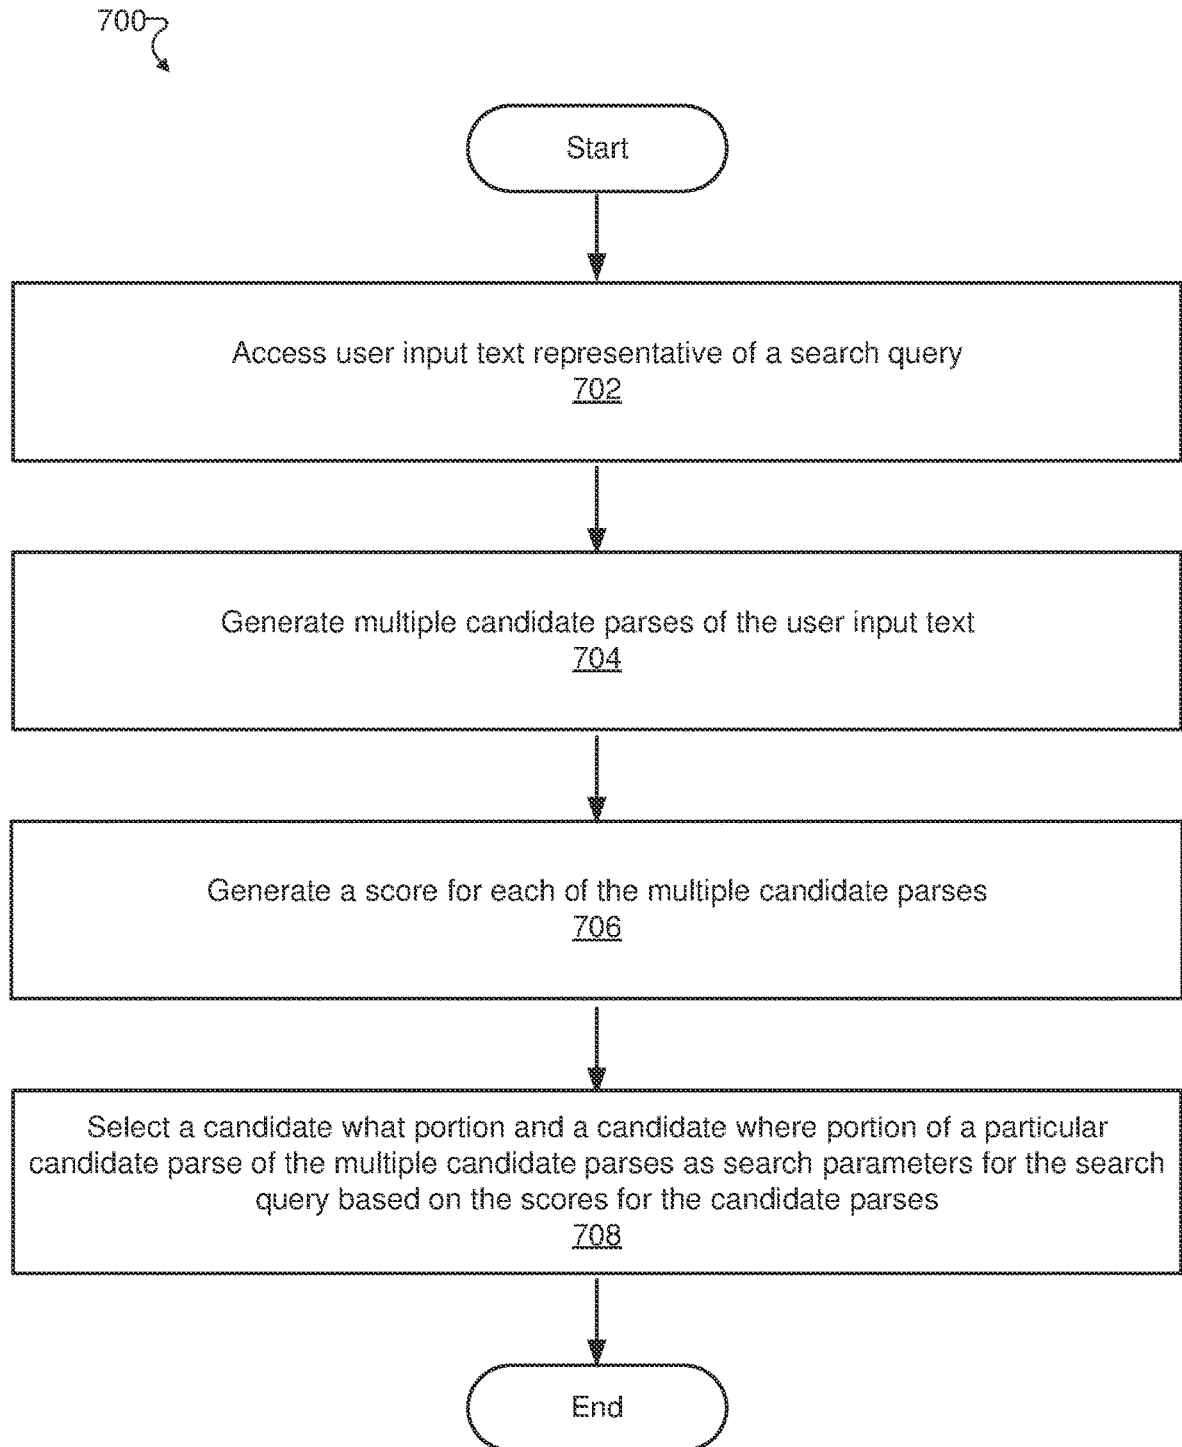 700
Start
Access user input text representative of a search query
702
Generate multiple candidate parses of the user input text
704
Generate a score for each of the multiple candidate parses
706
Select a candidate what portion and a candidate where portion of a particular
candidate parse of the multiple candidate parses as search parameters for the search
query based on the scores for the candidate parses
708
End